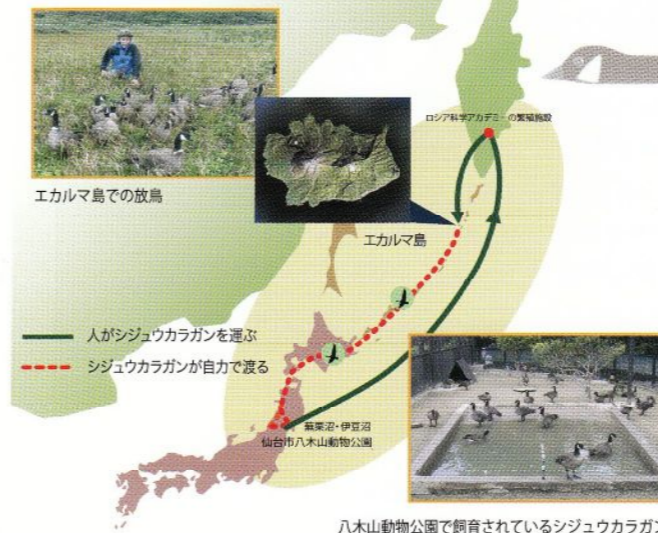 ロシア科学アカデミーの繁殖施設
エカルマ島での放鳥
エカルマ島
人がシジュウカラガンを運ぶ
シジュウカラガンが自力で渡る
蕪栗沼・伊豆沼
仙台市八木山動物公園
八木山動物公園で飼育されているシジュウカラガン